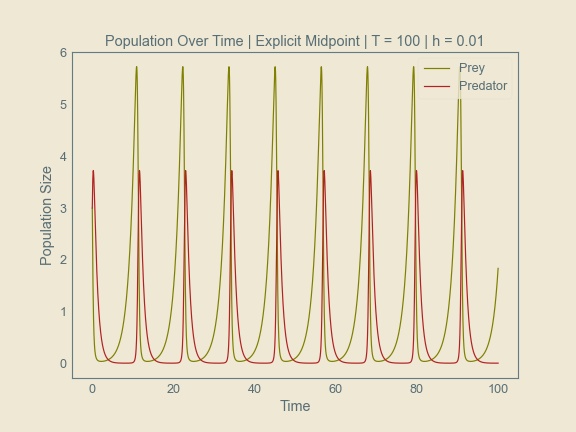 Population Over Time | Explicit Midpoint | T = 100 | h = 0.01
Prey
Predator
6
5
4
3
2
1
0
Population Size
0 20 40 60 80 100
Time